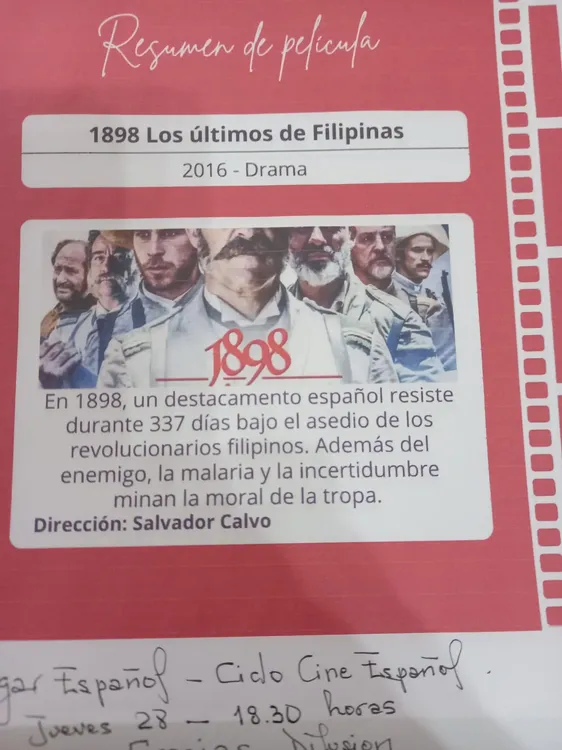 Resumen de película
1898 Los últimos de Filipinas
2016 - Drama
1898
En 1898, un destacamento español resiste
durante 337 días bajo el asedio de los
revolucionarios filipinos. Además del
enemigo, la malaria y la incertidumbre
minan la moral de la tropa.
Dirección: Salvador Calvo
gar Español - Ciclo Cine Español.
Jueves 28 - 18.30 horas
Difusion